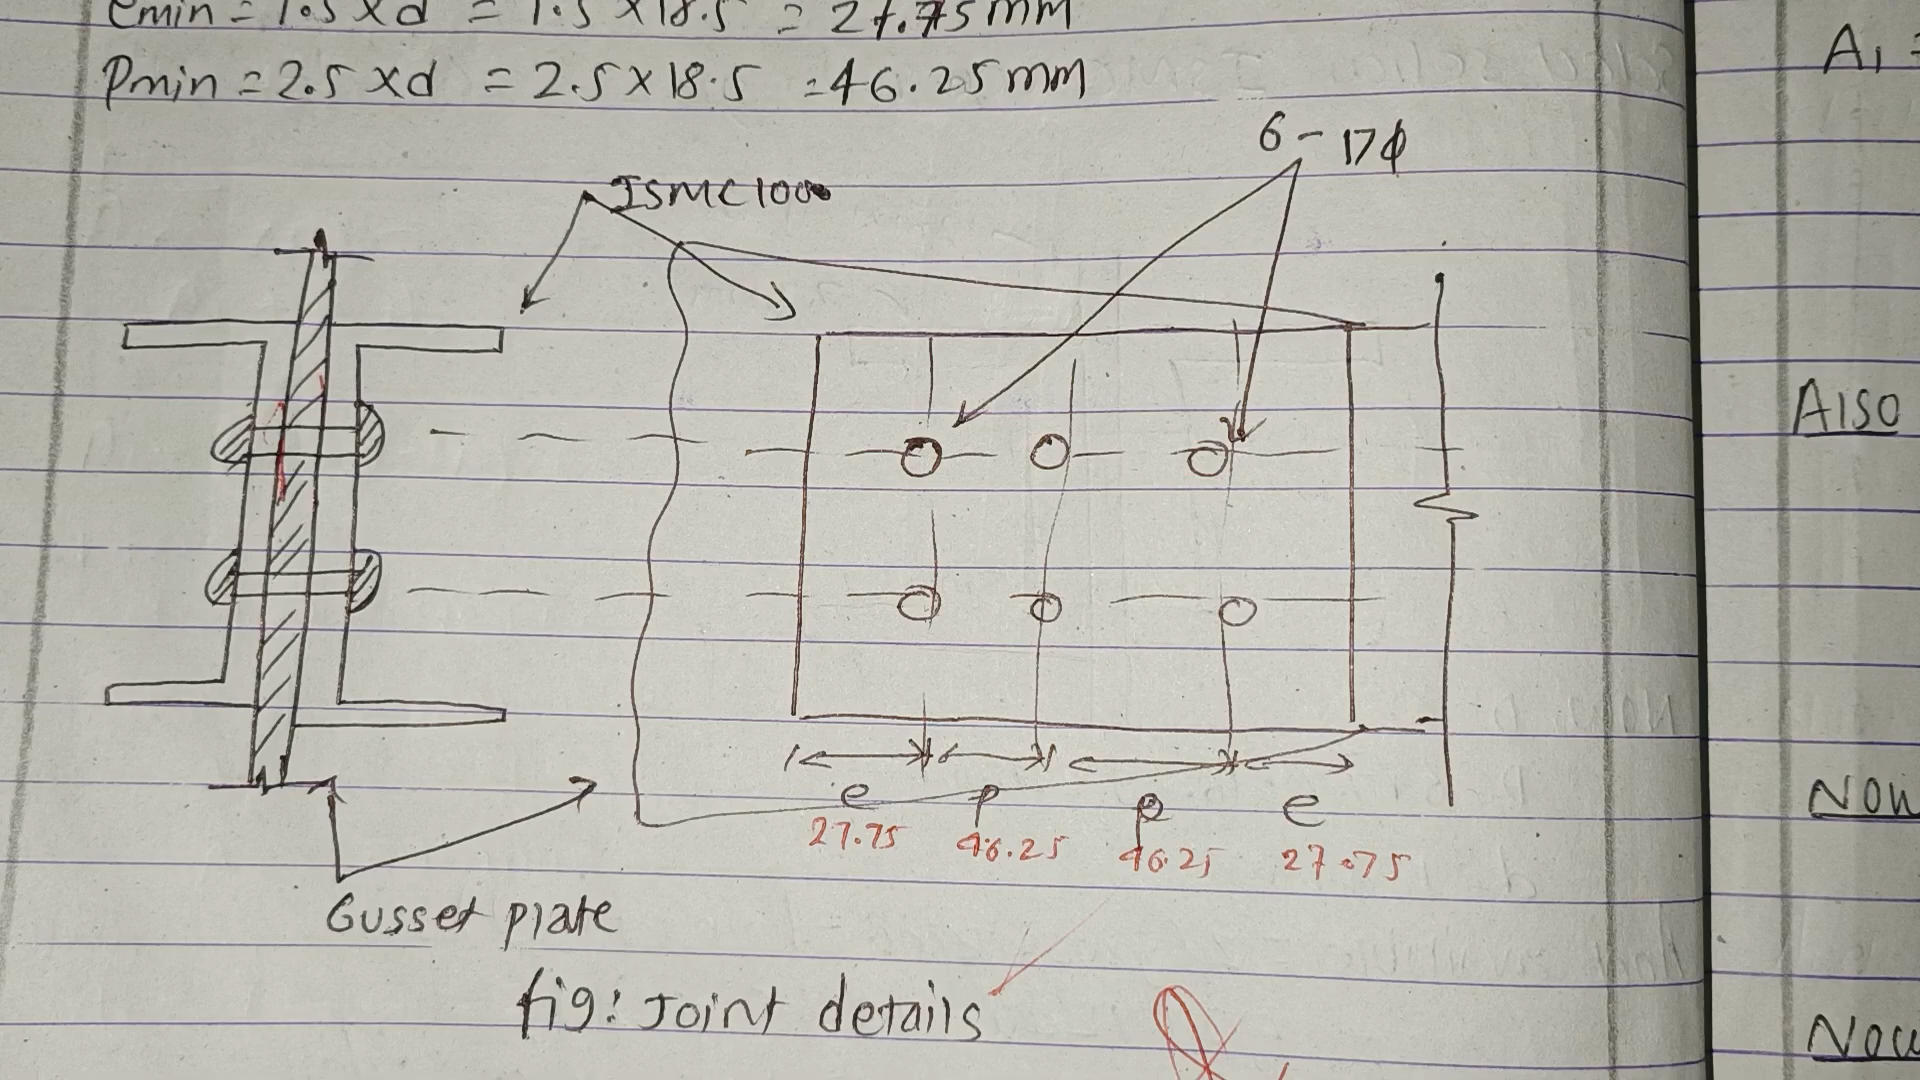 emin = 1.5 x d = 1.5 x 18.5 = 27.75 mm
Pmin = 2.5 x d = 2.5 x 18.5 = 46.25 mm
6 - 17ϕ
ISMC 100
e p p e
27.75 46.25 46.25 27.75
Gusset plate
fig: Joint details
A1 =
Also
Now
Now